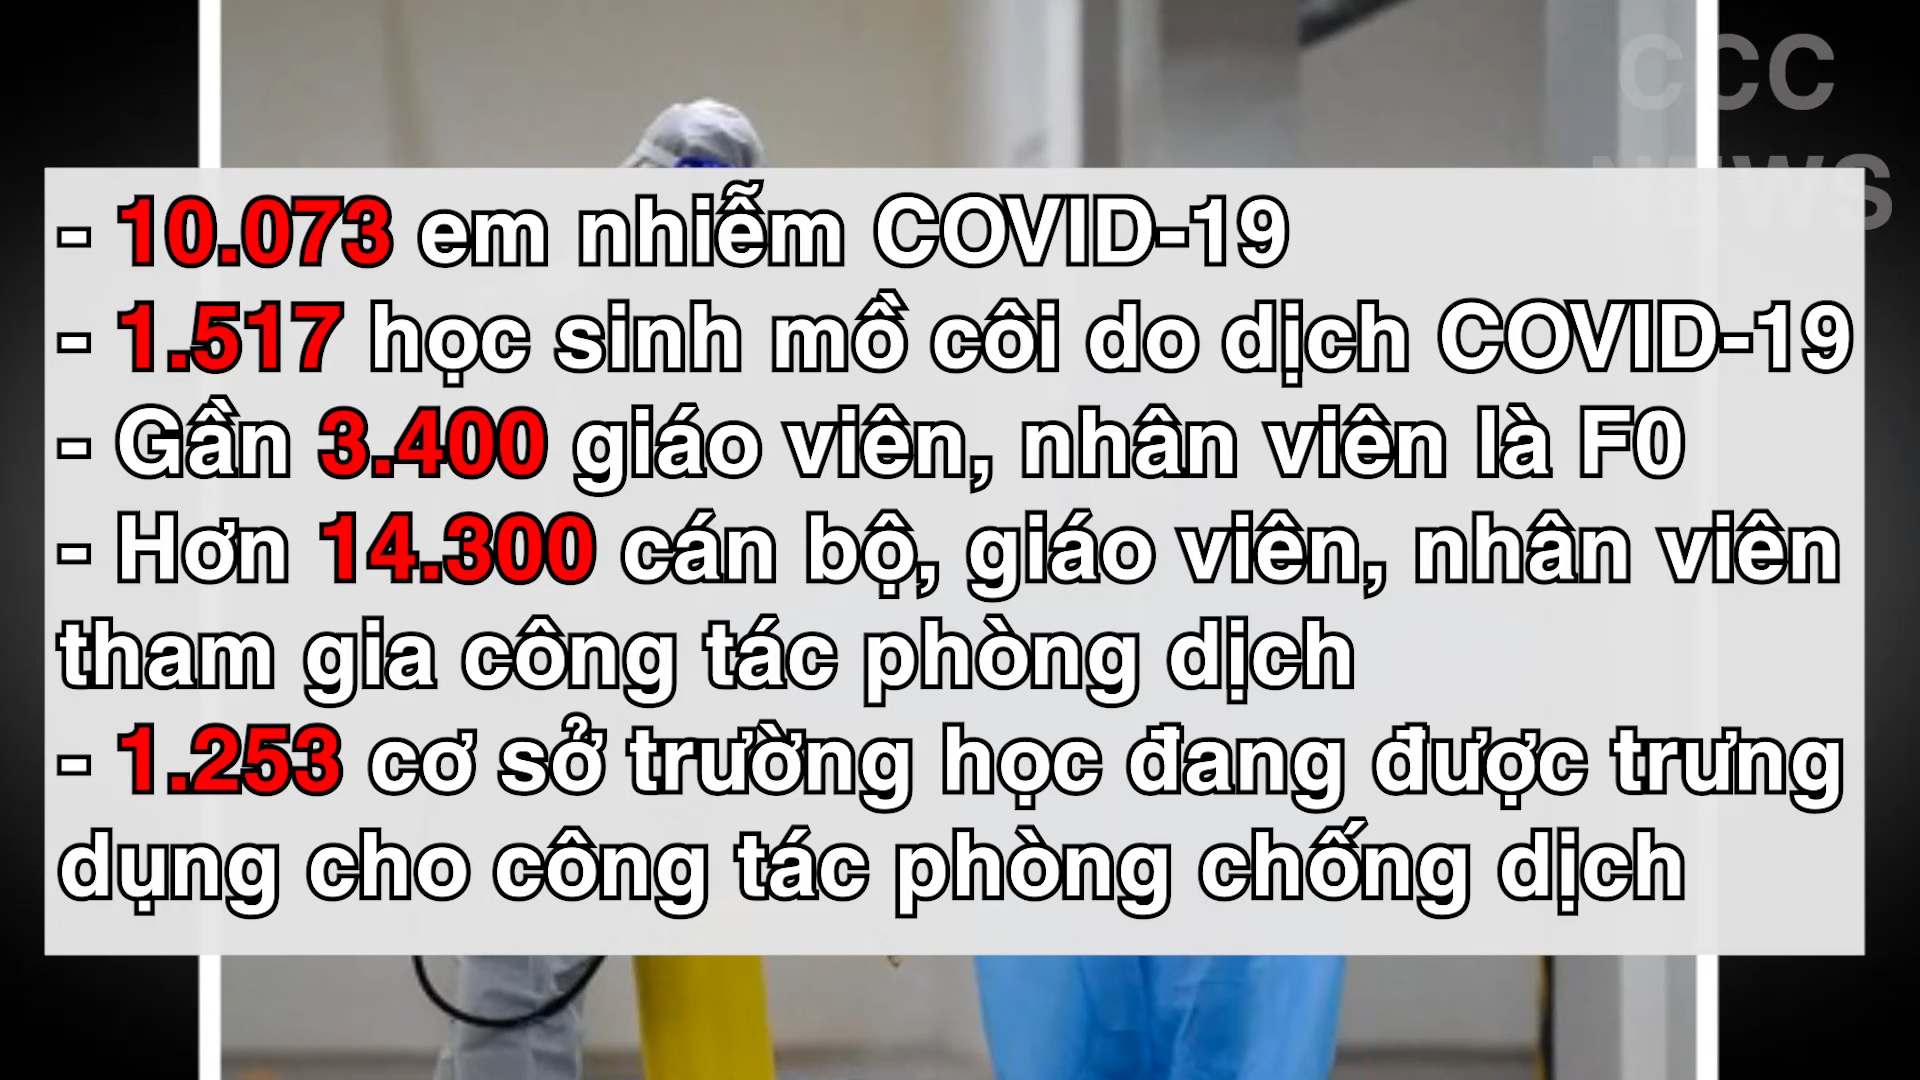 CCC
NEWS
- 10.073 em nhiễm COVID-19
- 1.517 học sinh mồ côi do dịch COVID-19
- Gần 3.400 giáo viên, nhân viên là F0
- Hơn 14.300 cán bộ, giáo viên, nhân viên
tham gia công tác phòng dịch
- 1.253 cơ sở trường học đang được trưng
dụng cho công tác phòng chống dịch